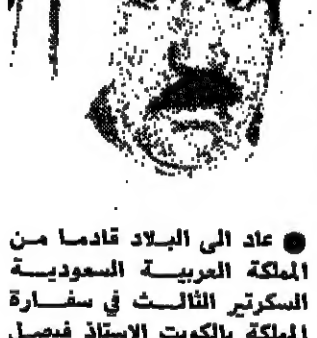 ● عاد الى البلاد قادما من
المملكة العربية السعودية
السكرتير الثالث في سفارة
المملكة بالكويت الاستاذ فيصل